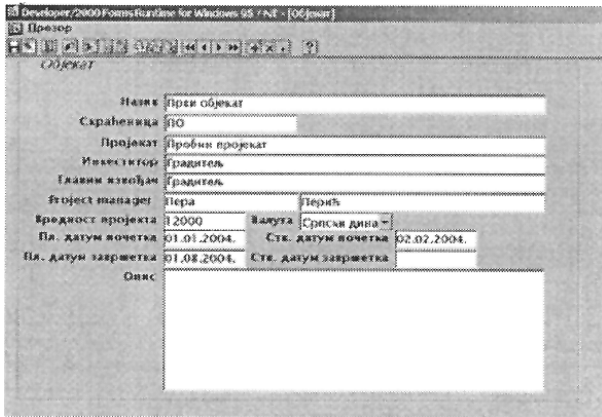 Developer/2000 Forms Runtime for Windows 95 / NT - [Објекат]
Прозор
Објекат
Назив Први објекат
Скраћеница ПО
Пројекат Пробни пројекат
Инвеститор Градитељ
Главни извођач Градитељ
Project manager Пера Перић
Вредност пројекта 12000 Валута Српски дина
Пл. датум почетка 01.01.2004. Ств. датум почетка 02.02.2004.
Пл. датум завршетка 01.08.2004. Ств. датум завршетка
Опис